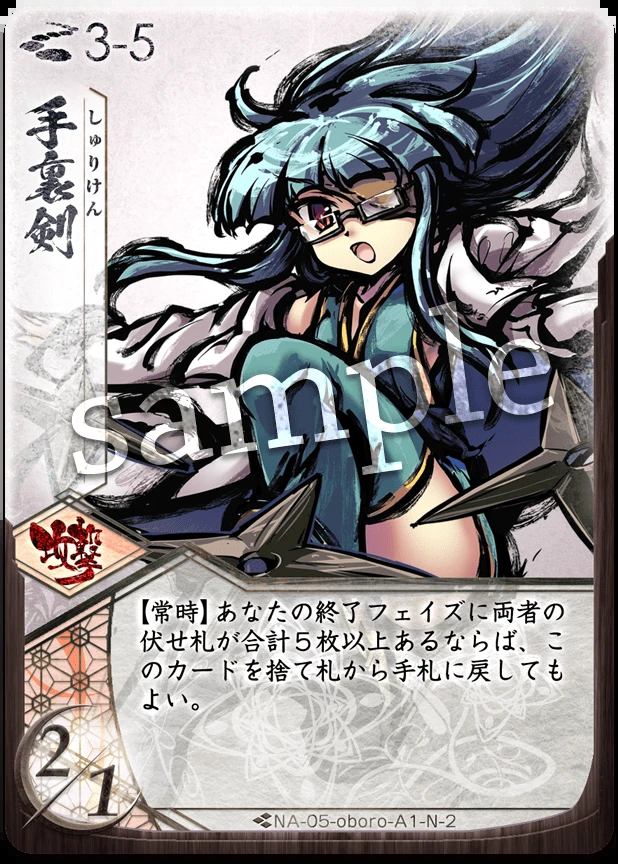 3-5
手裏剣
しゅりけん
sample
攻撃
【常時】あなたの終了フェイズに両者の
伏せ札が合計5枚以上あるならば、こ
のカードを捨て札から手札に戻しても
よい。
2/1
NA-05-oboro-A1-N-2